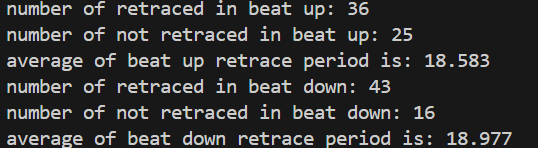 number of retraced in beat up: 36
number of not retraced in beat up: 25
average of beat up retrace period is: 18.583
number of retraced in beat down: 43
number of not retraced in beat down: 16
average of beat down retrace period is: 18.977